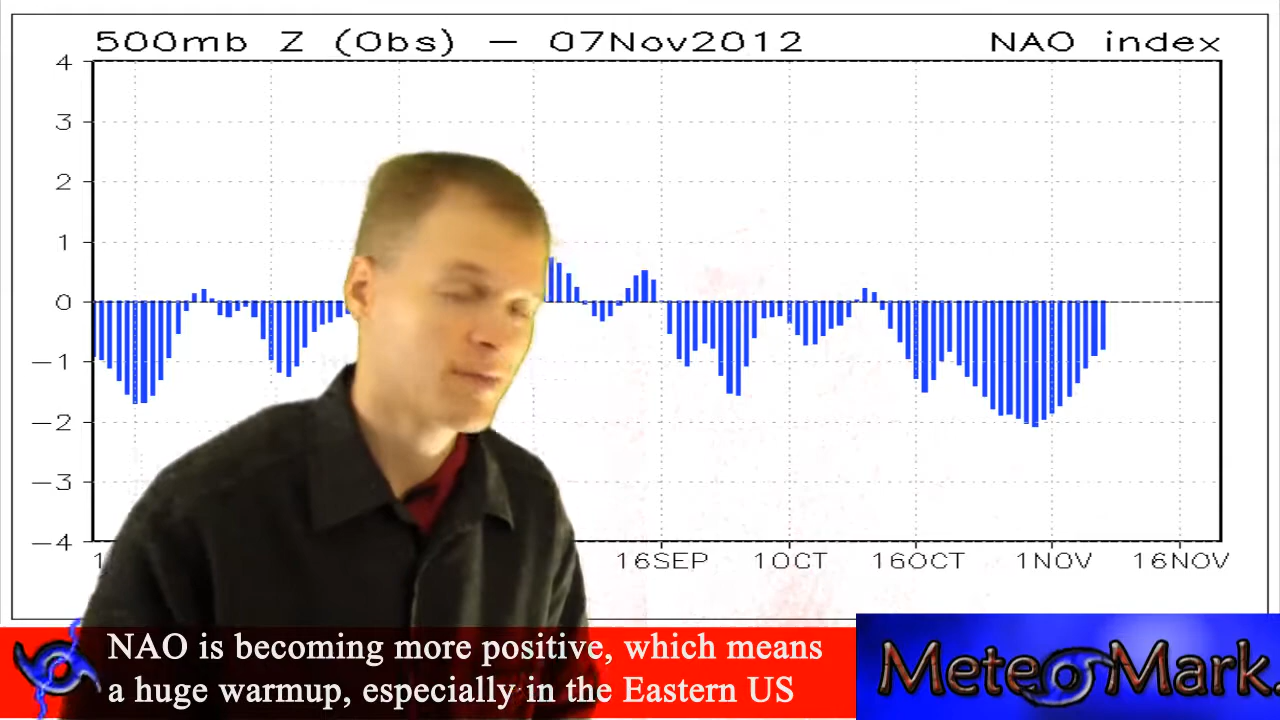 500mb Z (Obs) – 07Nov2012 NAO index
4
3
2
1
0
−1
−2
−3
−4
1
16SEP 1OCT 16OCT 1NOV 16NOV
NAO is becoming more positive, which means
a huge warmup, especially in the Eastern US
MeteoMark.